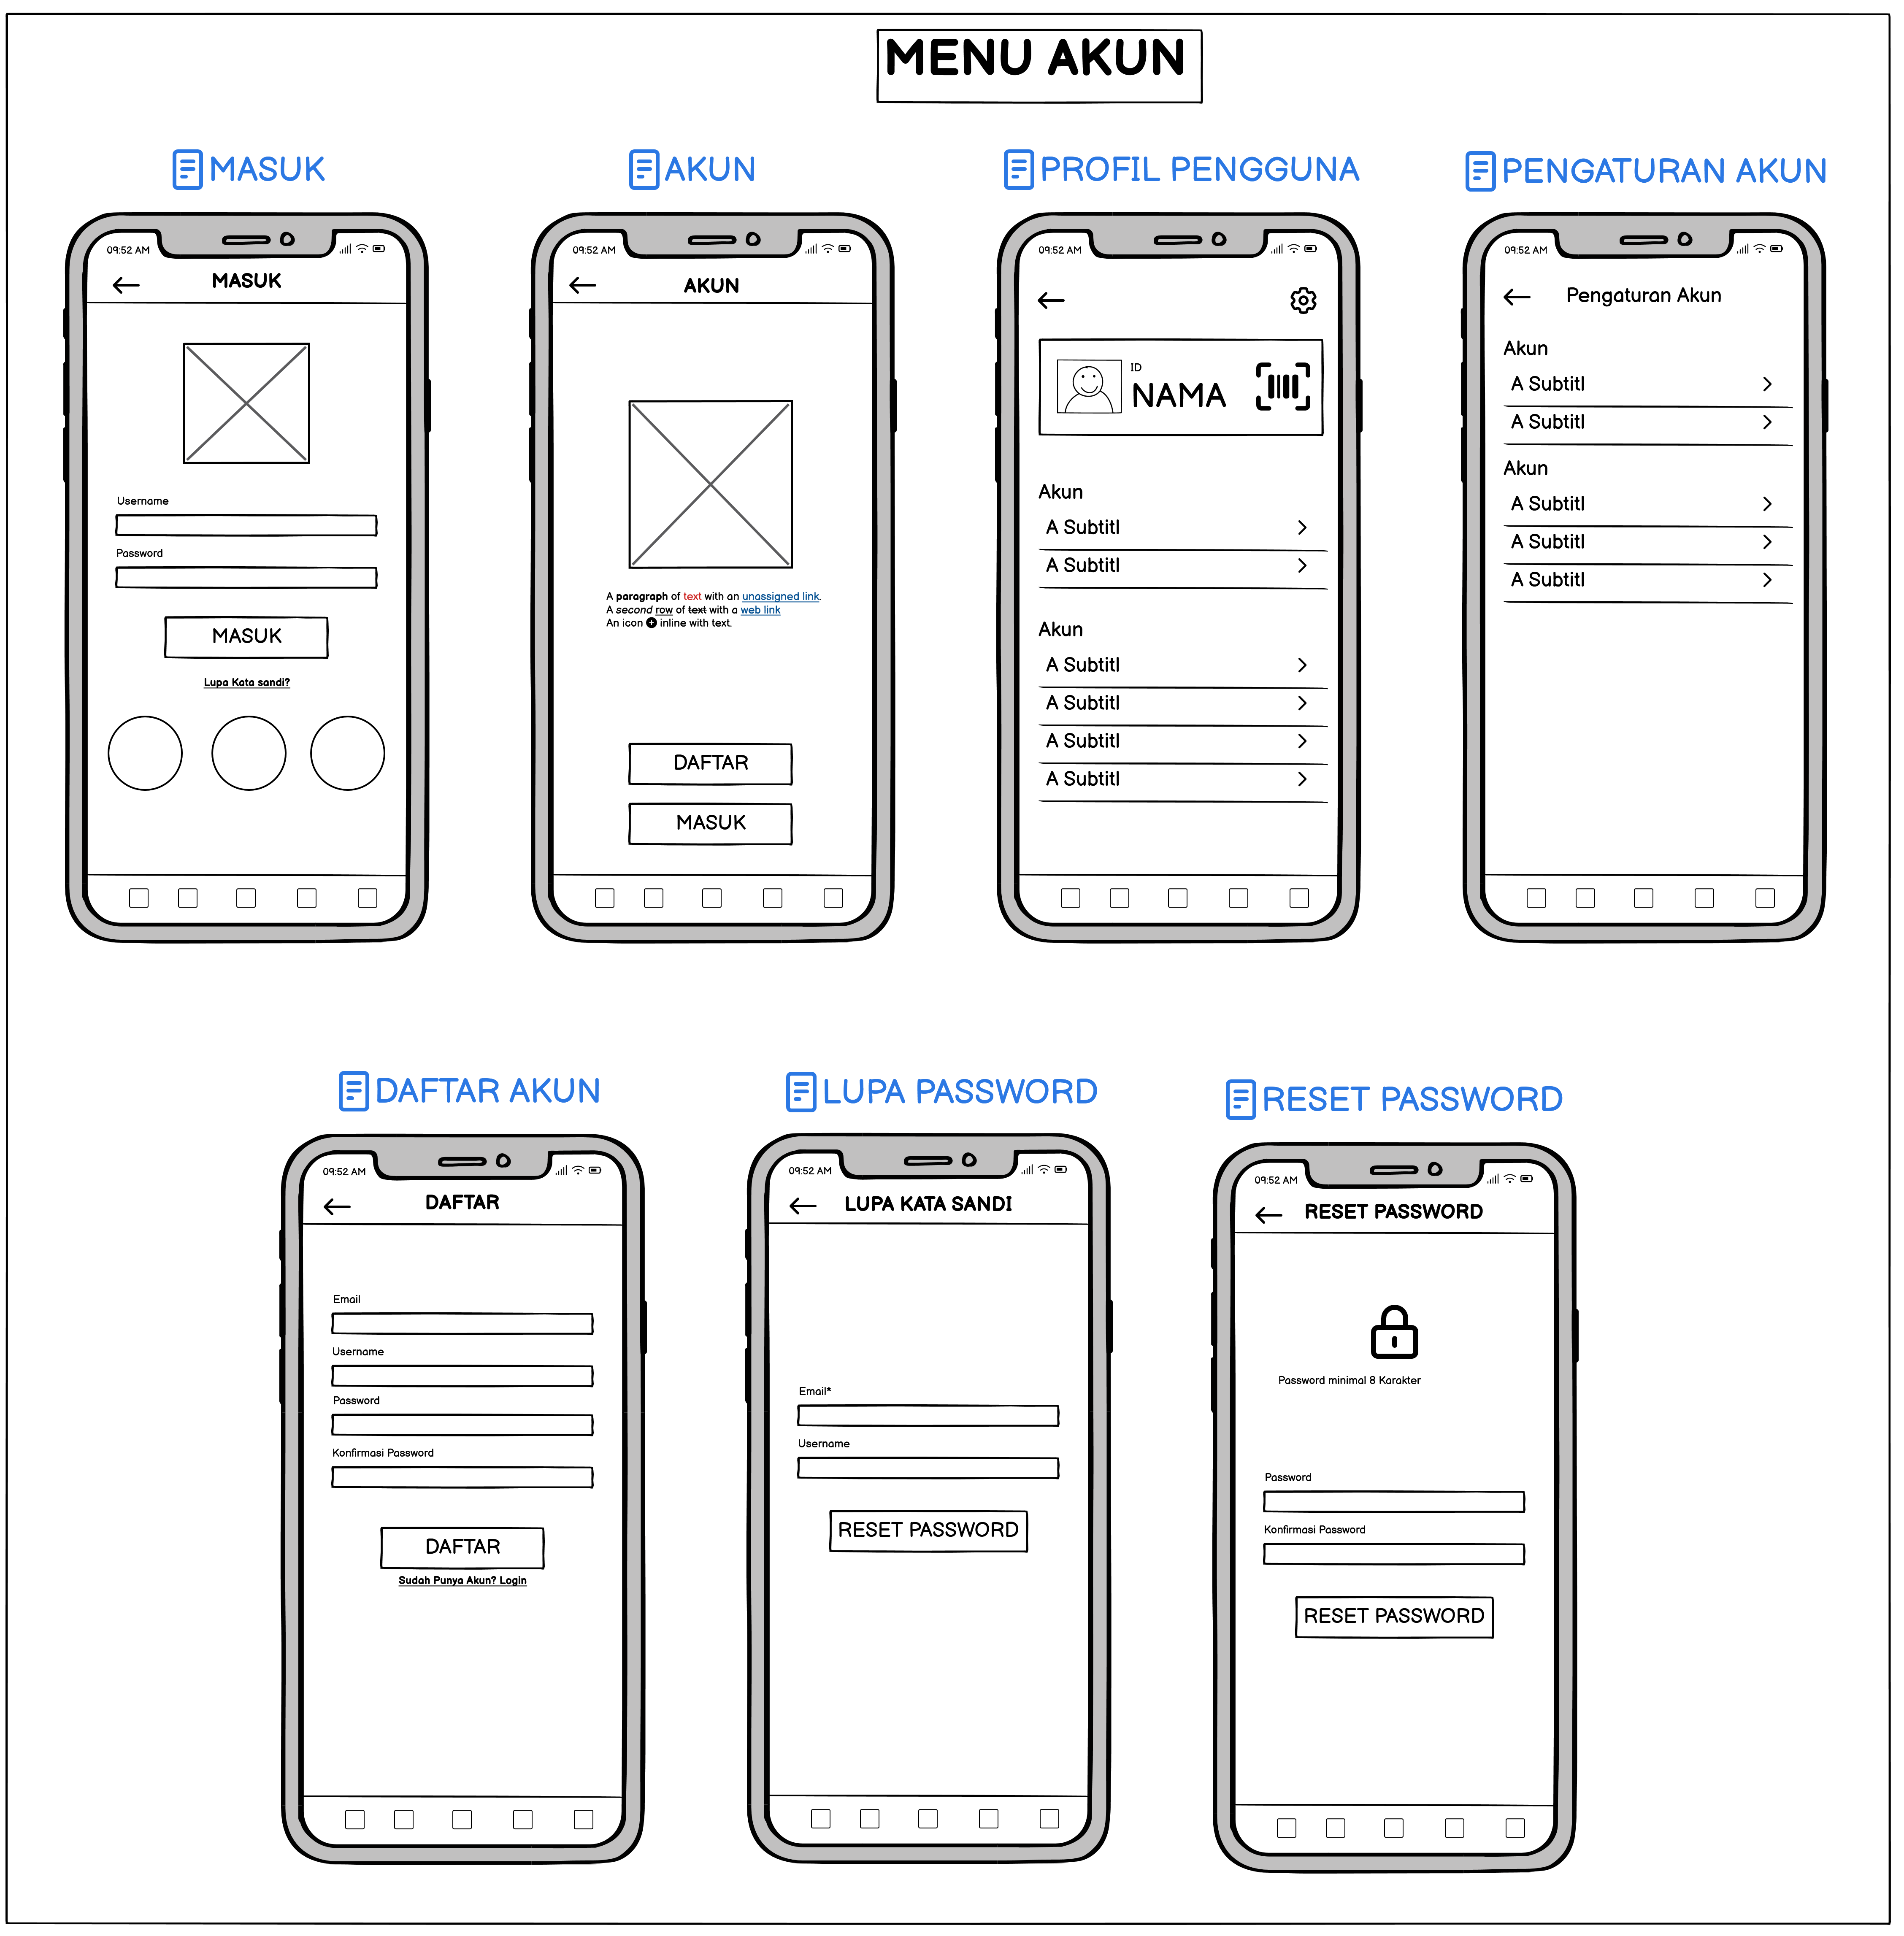 MENU AKUN
MASUK
09:52 AM
MASUK
Username
Password
MASUK
Lupa Kata sandi?
AKUN
09:52 AM
AKUN
A paragraph of text with an unassigned link.
A second row of text with a web link
An icon inline with text.
DAFTAR
MASUK
PROFIL PENGGUNA
09:52 AM
ID
NAMA
Akun
A Subtitl
A Subtitl
Akun
A Subtitl
A Subtitl
A Subtitl
A Subtitl
PENGATURAN AKUN
09:52 AM
Pengaturan Akun
Akun
A Subtitl
A Subtitl
Akun
A Subtitl
A Subtitl
A Subtitl
DAFTAR AKUN
09:52 AM
DAFTAR
Email
Username
Password
Konfirmasi Password
DAFTAR
Sudah Punya Akun? Login
LUPA PASSWORD
09:52 AM
LUPA KATA SANDI
Email*
Username
RESET PASSWORD
RESET PASSWORD
09:52 AM
RESET PASSWORD
Password minimal 8 Karakter
Password
Konfirmasi Password
RESET PASSWORD